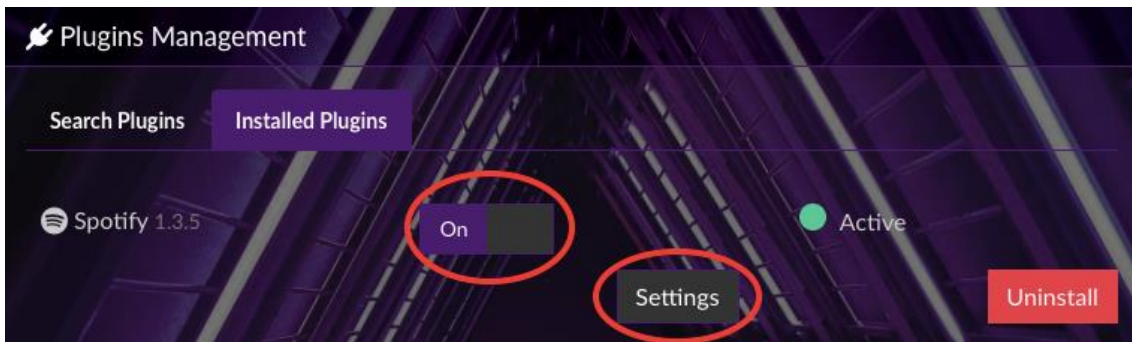 Plugins Management
Search Plugins Installed Plugins
Spotify 1.3.5 On Active
Settings Uninstall